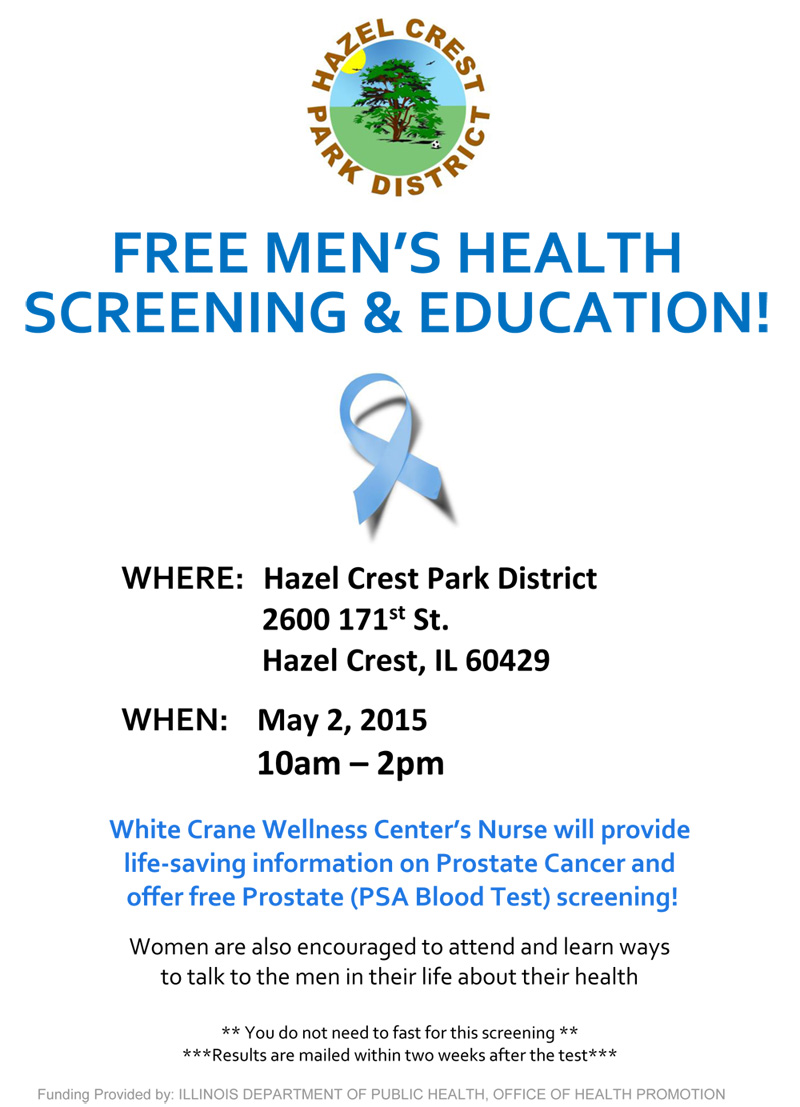 HAZEL CREST
PARK DISTRICT
FREE MEN’S HEALTH
SCREENING & EDUCATION!
WHERE: Hazel Crest Park District
2600 171st St.
Hazel Crest, IL 60429
WHEN: May 2, 2015
10am – 2pm
White Crane Wellness Center’s Nurse will provide
life-saving information on Prostate Cancer and
offer free Prostate (PSA Blood Test) screening!
Women are also encouraged to attend and learn ways
to talk to the men in their life about their health
** You do not need to fast for this screening **
***Results are mailed within two weeks after the test***
Funding Provided by: ILLINOIS DEPARTMENT OF PUBLIC HEALTH, OFFICE OF HEALTH PROMOTION